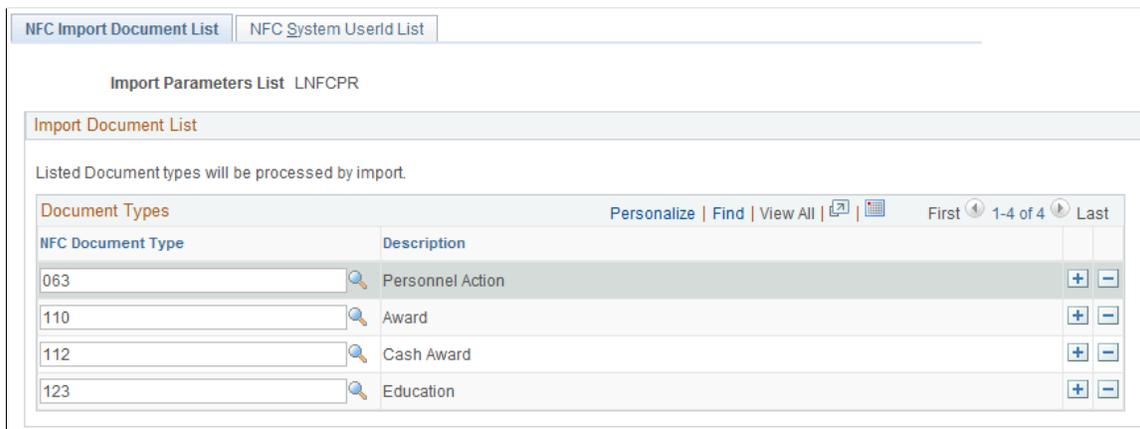 NFC Import Document List NFC System UserId List
Import Parameters List LNFCPR
Import Document List
Listed Document types will be processed by import.
Document Types Personalize | Find | View All | | First 1-4 of 4 Last
NFC Document Type Description
063 Personnel Action
110 Award
112 Cash Award
123 Education